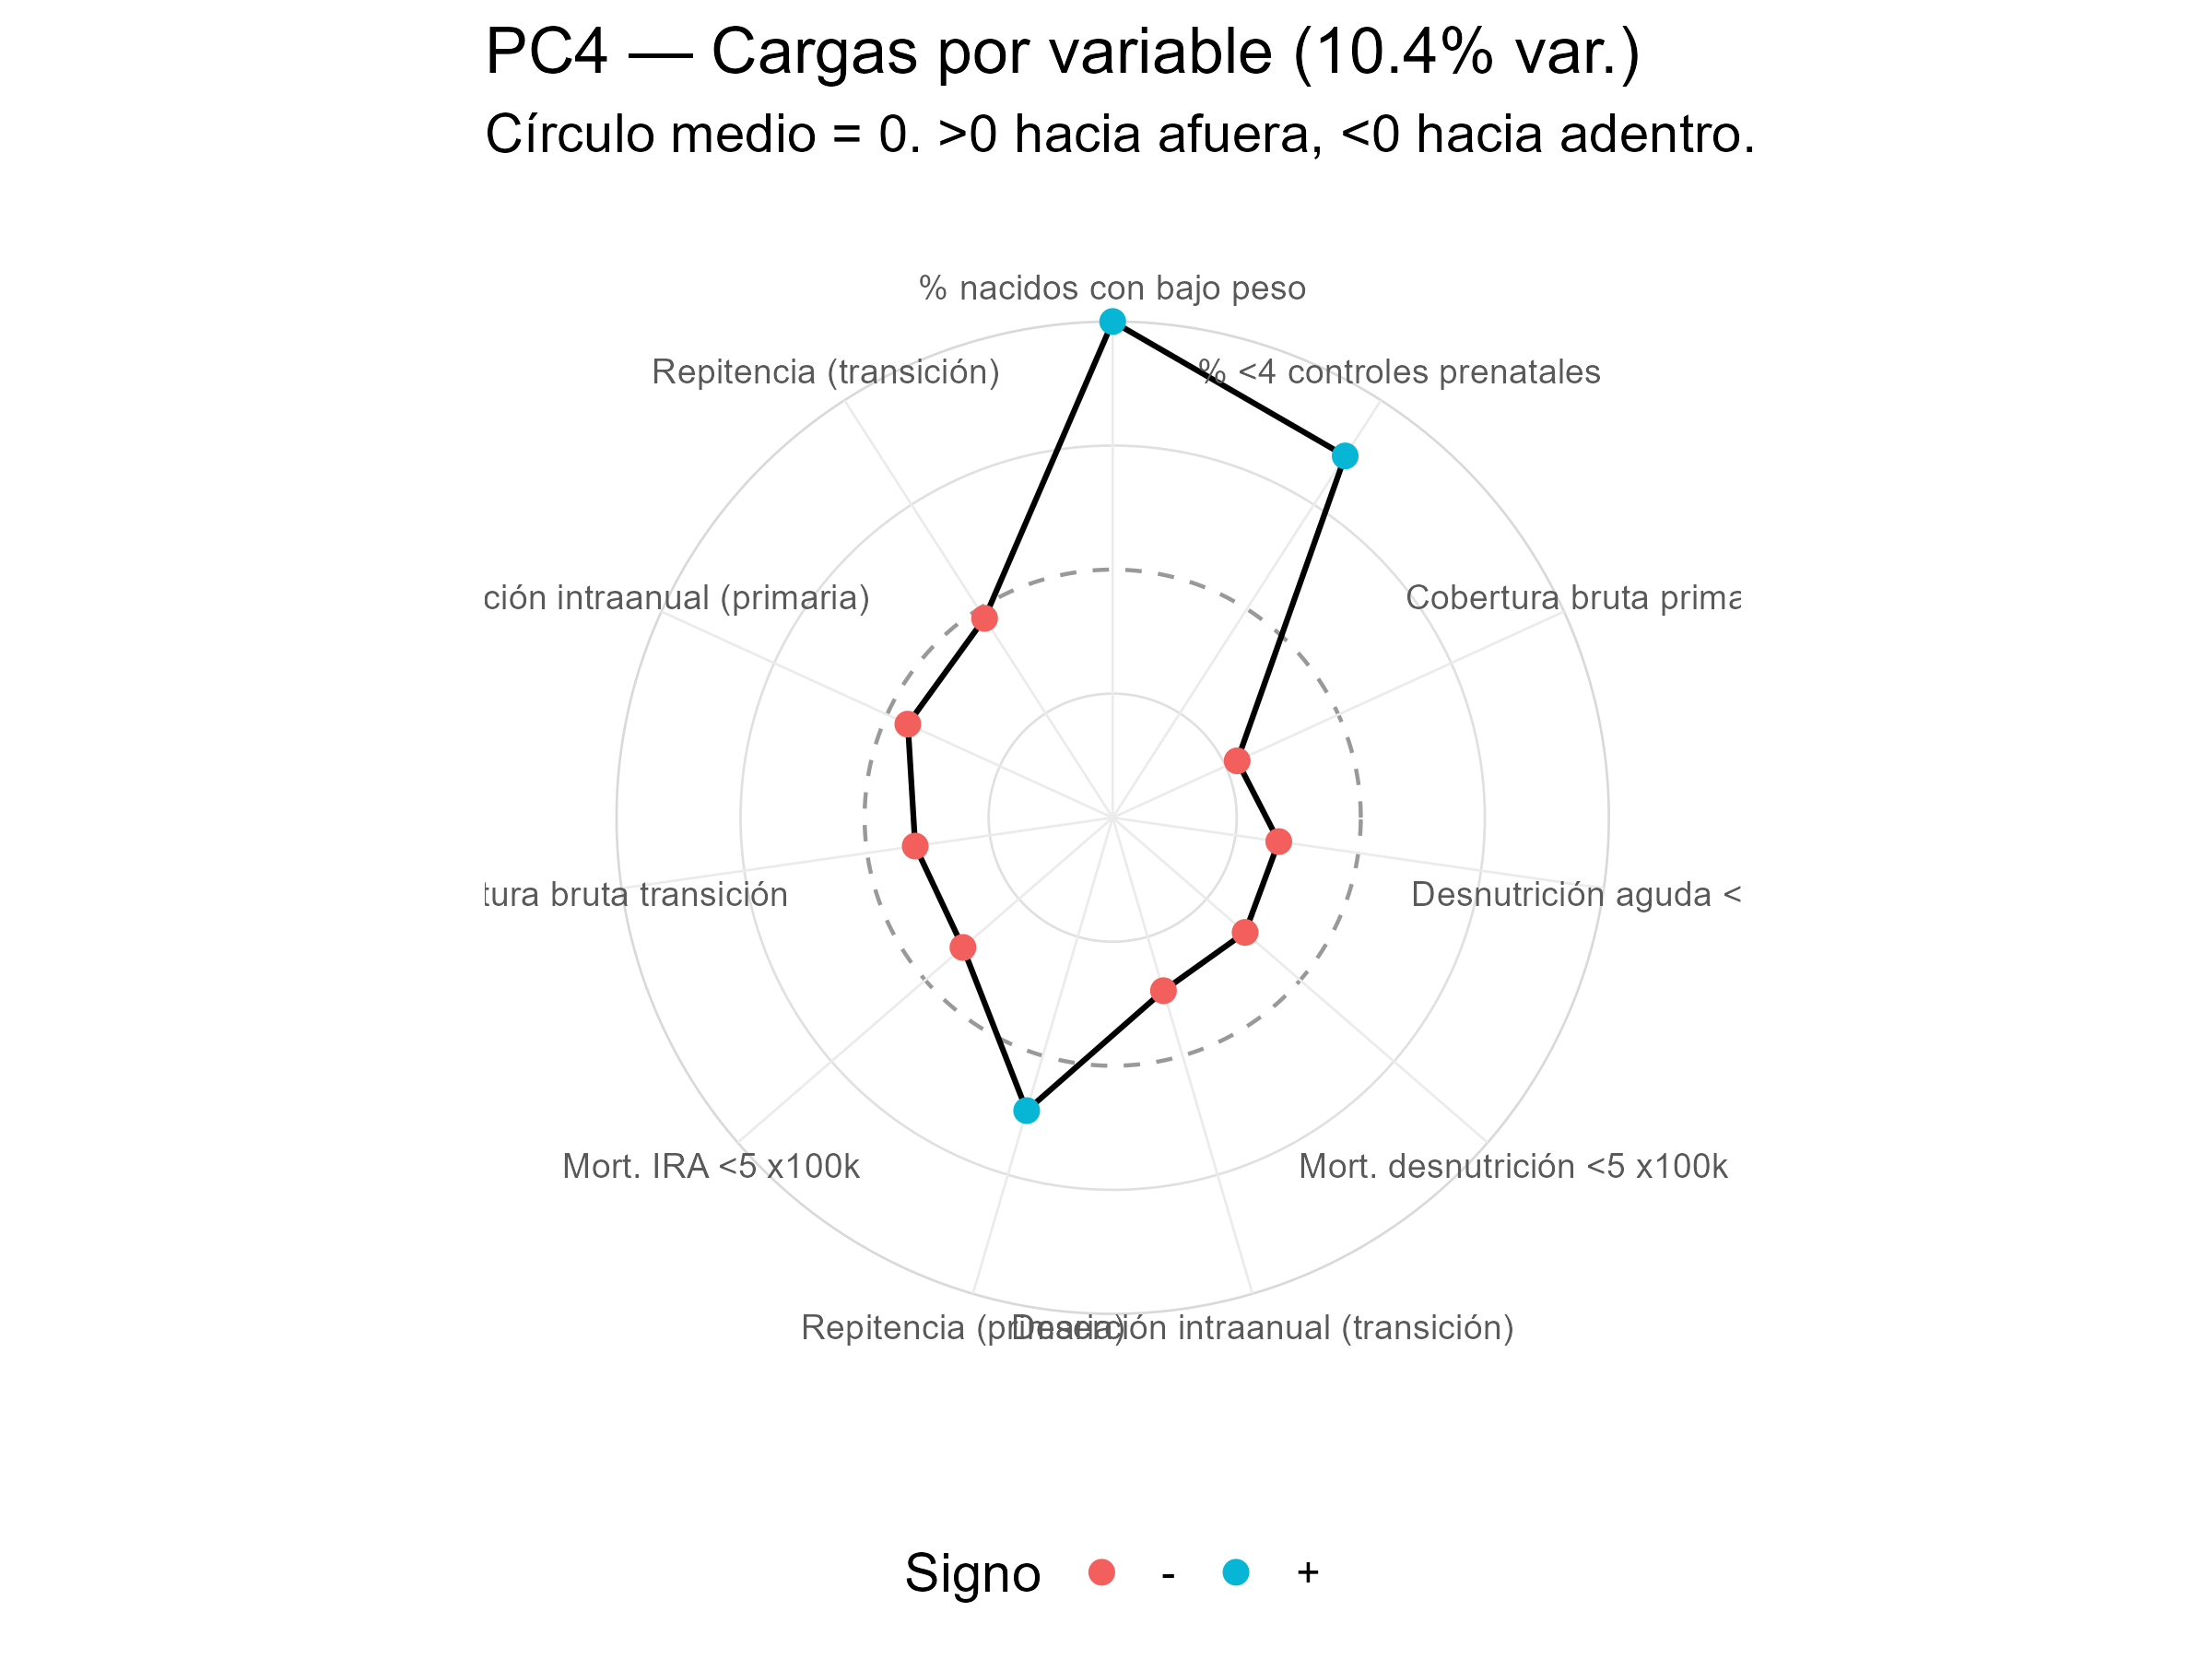 PC4 — Cargas por variable (10.4% var.)
Círculo medio = 0. >0 hacia afuera, <0 hacia adentro.
% nacidos con bajo peso
Repitencia (transición)
% <4 controles prenatales
ción intraanual (primaria)
Cobertura bruta prima
tura bruta transición
Desnutrición aguda <
Mort. IRA <5 x100k
Mort. desnutrición <5 x100k
Repitencia (primaria)
Deserción intraanual (transición)
Signo - +